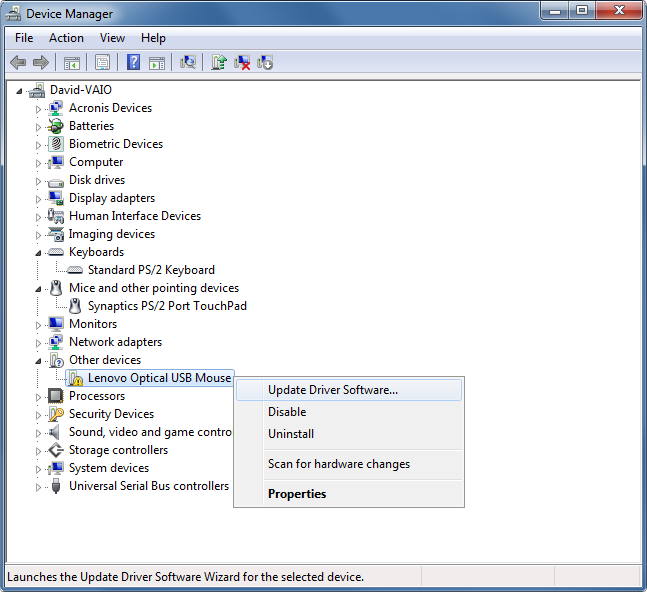 Device Manager
File Action View Help
David-VAIO
Acronis Devices
Batteries
Biometric Devices
Computer
Disk drives
Display adapters
Human Interface Devices
Imaging devices
Keyboards
Standard PS/2 Keyboard
Mice and other pointing devices
Synaptics PS/2 Port TouchPad
Monitors
Network adapters
Other devices
Lenovo Optical USB Mouse
Processors
Security Devices
Sound, video and game contro
Storage controllers
System devices
Universal Serial Bus controllers
Update Driver Software...
Disable
Uninstall
Scan for hardware changes
Properties
Launches the Update Driver Software Wizard for the selected device.